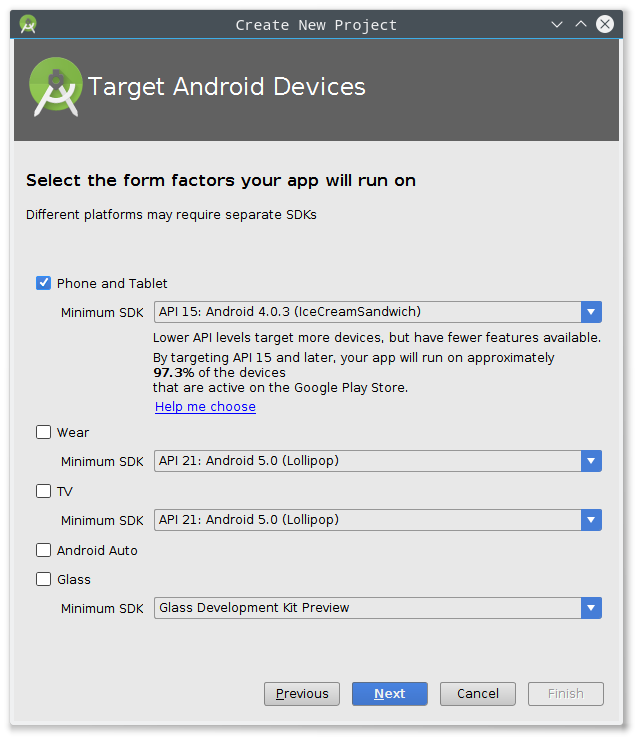 Create New Project
Target Android Devices
Select the form factors your app will run on
Different platforms may require separate SDKs
Phone and Tablet
Minimum SDK API 15: Android 4.0.3 (IceCreamSandwich)
Lower API levels target more devices, but have fewer features available.
By targeting API 15 and later, your app will run on approximately
97.3% of the devices
that are active on the Google Play Store.
Help me choose
Wear
Minimum SDK API 21: Android 5.0 (Lollipop)
TV
Minimum SDK API 21: Android 5.0 (Lollipop)
Android Auto
Glass
Minimum SDK Glass Development Kit Preview
Previous Next Cancel Finish